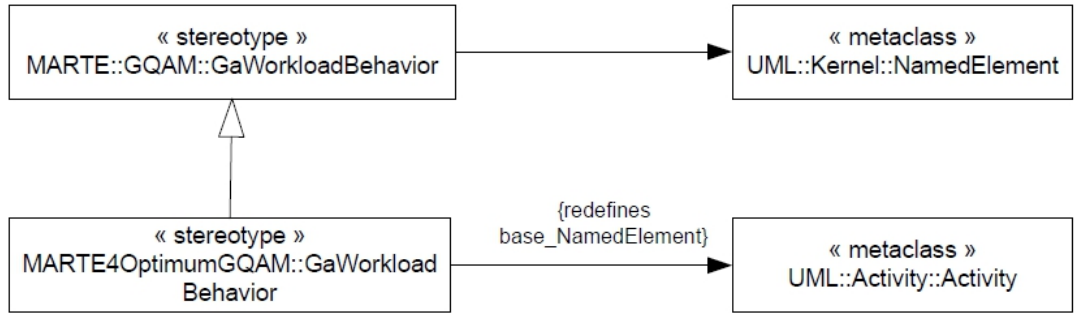 « stereotype »
MARTE::GQAM::GaWorkloadBehavior
« metaclass »
UML::Kernel::NamedElement
« stereotype »
MARTE4OptimumGQAM::GaWorkload
Behavior
{redefines
base_NamedElement}
« metaclass »
UML::Activity::Activity